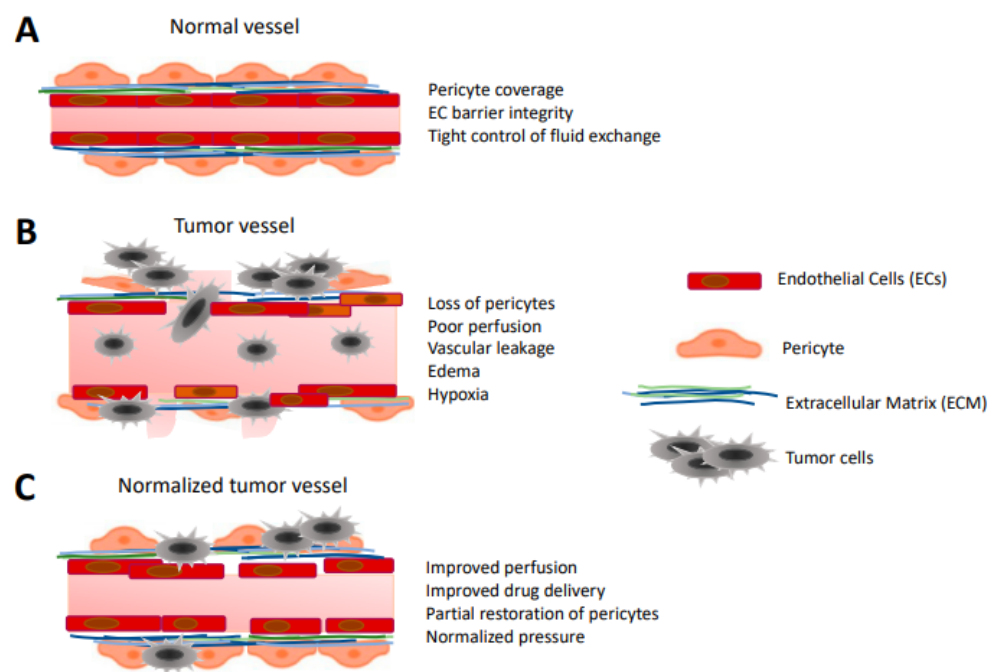 A
Normal vessel
Pericyte coverage
EC barrier integrity
Tight control of fluid exchange
B
Tumor vessel
Loss of pericytes
Poor perfusion
Vascular leakage
Edema
Hypoxia
Endothelial Cells (ECs)
Pericyte
Extracellular Matrix (ECM)
Tumor cells
C
Normalized tumor vessel
Improved perfusion
Improved drug delivery
Partial restoration of pericytes
Normalized pressure